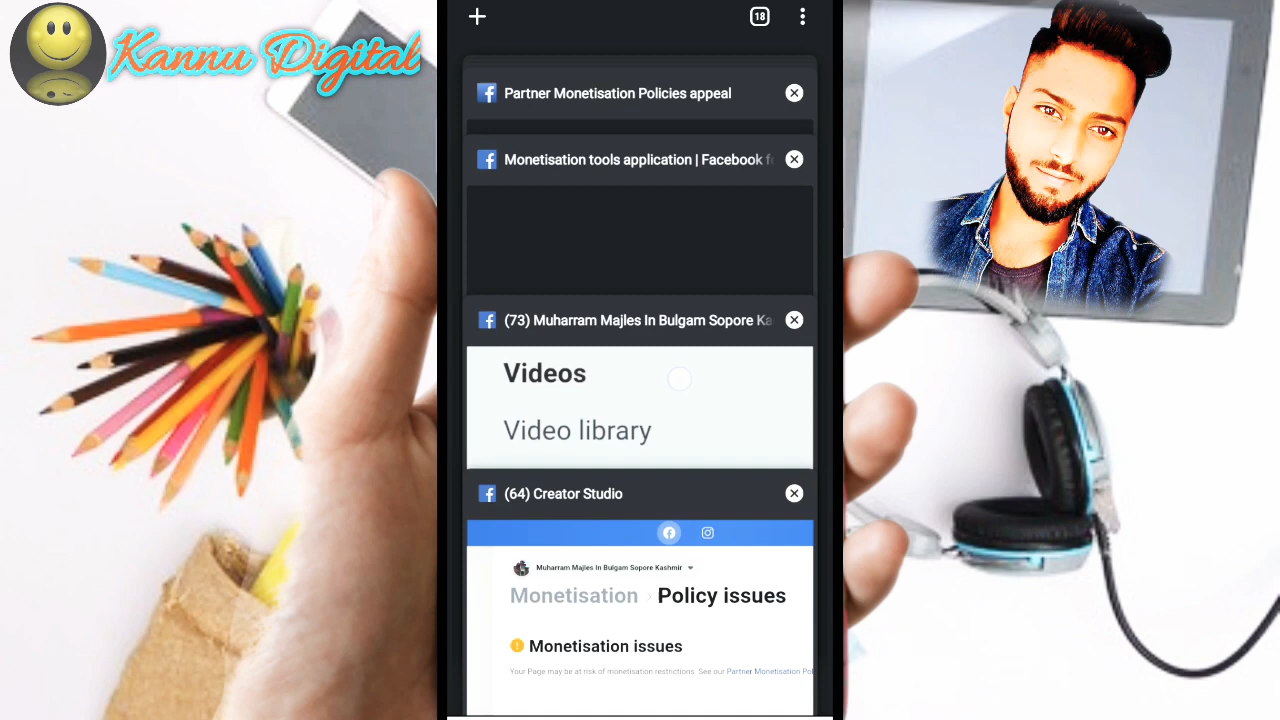 Kannu Digital
18
Partner Monetisation Policies appeal
Monetisation tools application | Facebook f
(73) Muharram Majles In Bulgam Sopore Ka
Videos
Video library
(64) Creator Studio
Muharram Majles In Bulgam Sopore Kashmir
Monetisation > Policy issues
Monetisation issues
Your Page may be at risk of monetisation restrictions. See our Partner Monetisation Pol